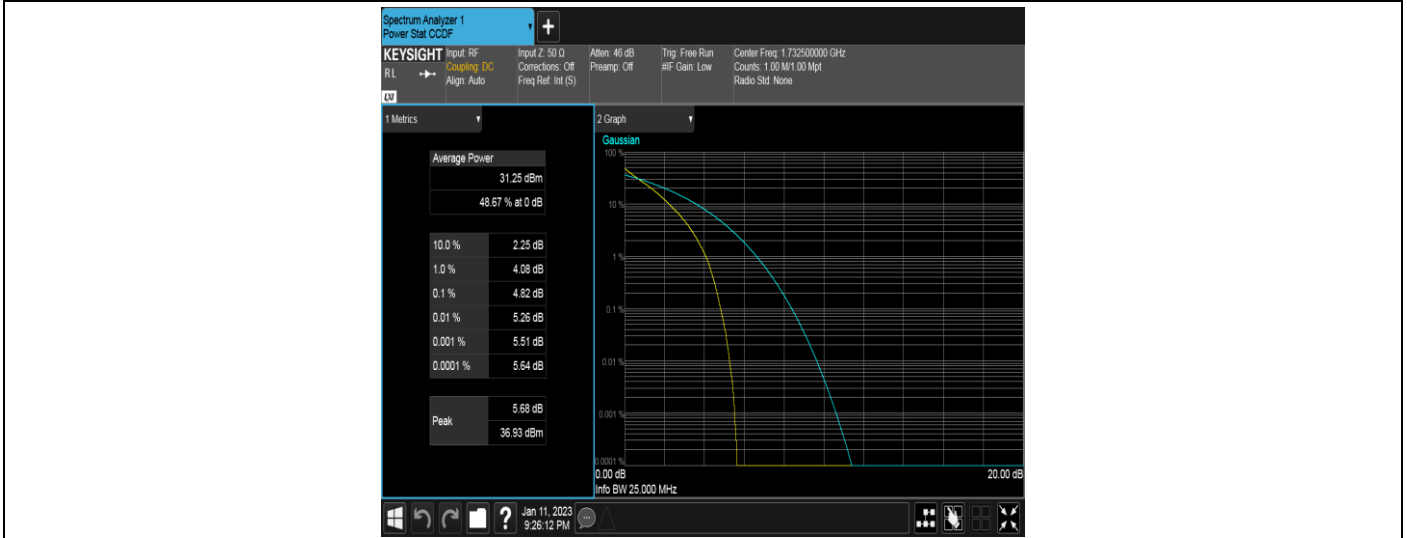 Spectrum Analyzer 1
Power Stat CCDF
+
KEYSIGHT
RL
LXI
Input: RF
Coupling: DC
Align: Auto
Input Z: 50 Ω
Corrections: Off
Freq Ref: Int (S)
Atten: 46 dB
Preamp: Off
Trig: Free Run
#IF Gain: Low
Center Freq: 1.732500000 GHz
Counts: 1.00 M/1.00 Mpt
Radio Std: None
1 Metrics
Average Power
31.25 dBm
48.67 % at 0 dB
10.0 % 2.25 dB
1.0 % 4.08 dB
0.1 % 4.82 dB
0.01 % 5.26 dB
0.001 % 5.51 dB
0.0001 % 5.64 dB
Peak
5.68 dB
36.93 dBm
2 Graph
Gaussian
100 %
10 %
1 %
0.1 %
0.01 %
0.001 %
0.0001 %
0.00 dB
20.00 dB
Info BW 25.000 MHz
?
Jan 11, 2023
9:26:12 PM